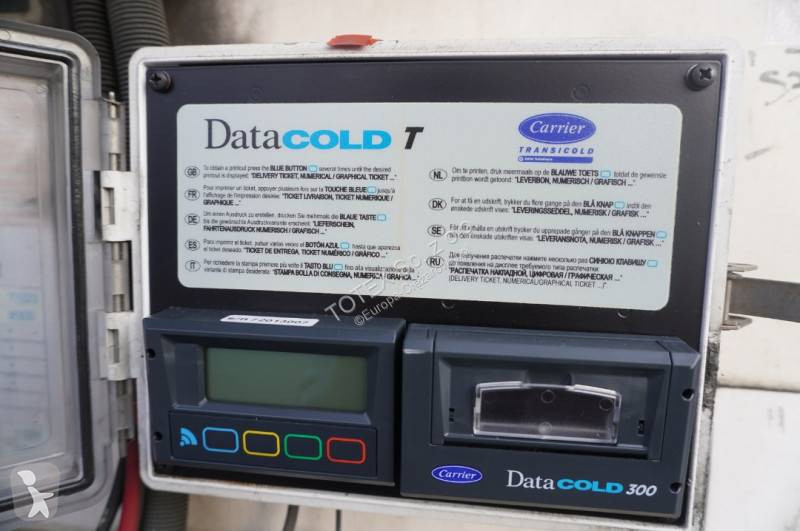 DataCOLD T
Carrier
TRANSICOLD
GB To obtain a printout press the BLUE BUTTON several times until the desired
printout is displayed: "DELIVERY TICKET, NUMERICAL / GRAPHICAL TICKET ..."
FR Pour imprimer un ticket, appuyer plusieurs fois sur la TOUCHE BLEUE jusqu'à
l'affichage de l'impression désirée: "TICKET LIVRAISON, TICKET NUMERIQUE /
GRAPHIQUE ..."
DE Um einen Ausdruck zu erstellen, drücken Sie mehrmals die BLAUE TASTE
bis die gewünschte Ausdruckvariante erscheint: "LIEFERSCHEIN,
FAHRTENAUSDRUCK NUMERISCH / GRAFISCH ..."
ES Para imprimir un ticket, pulsar varias veces el BOTÓN AZUL hasta que aparezca
el ticket deseado: "TICKET DE ENTREGA, TICKET NUMÉRICO / GRÁFICO ..."
IT Per richiedere la stampa premere più volte il TASTO BLU fino alla visualizzazione della
variante di stampa desiderata: "STAMPA BOLLA DI CONSEGNA, NUMERICA / GRAFICA ..."
NL Om te printen, druk meermaals op de BLAUWE TOETS totdat de gewenste
printvorm wordt getoond: "LEVERBON, NUMERISCH / GRAFISCH ..."
DK For at få en udskrift, trykker du flere gange på den BLÅ KNAP indtil den
ønskede udskrift vises: "LEVERINGSSEDDEL, NUMERISK / GRAFISK ..."
SE För att hålla en utskrift trycker du upprepade gånger på den BLÅ KNAPPEN
den önskade utskriften visas: "LEVERANSNOTA, NUMERISK / GRAFISK ..."
RU Для получения распечатки нажмите несколько раз СИНЮЮ КЛАВИШУ
до появления на дисплее требуемого типа распечатки
"РАСПЕЧАТКА НАКЛАДНОЙ, ЦИФРОВАЯ / ГРАФИЧЕСКАЯ ..."
(DELIVERY TICKET, NUMERICAL/GRAPHICAL TICKET ...)"
Carrier
DataCOLD 300